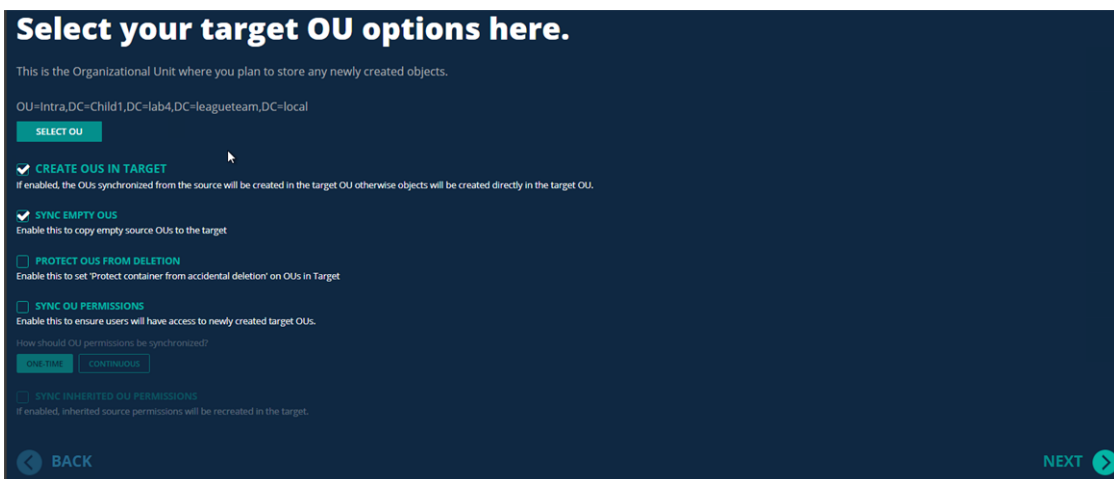 Select your target OU options here.
This is the Organizational Unit where you plan to store any newly created objects.
OU=Intra,DC=Child1,DC=lab4,DC=leagueteam,DC=local
SELECT OU
CREATE OUS IN TARGET
If enabled, the OUs synchronized from the source will be created in the target OU otherwise objects will be created directly in the target OU.
SYNC EMPTY OUS
Enable this to copy empty source OUs to the target
PROTECT OUS FROM DELETION
Enable this to set 'Protect container from accidental deletion' on OUs in Target
SYNC OU PERMISSIONS
Enable this to ensure users will have access to newly created target OUs.
How should OU permissions be synchronized?
ONE-TIME CONTINUOUS
SYNC INHERITED OU PERMISSIONS
If enabled, inherited source permissions will be recreated in the target.
BACK NEXT